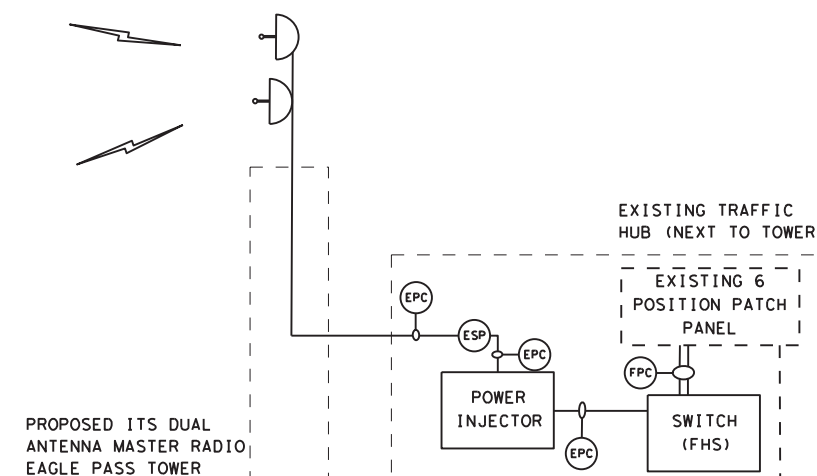 EXISTING TRAFFIC
HUB (NEXT TO TOWER
EXISTING 6
POSITION PATCH
PANEL
EPC
ESP
EPC
FPC
POWER
INJECTOR
SWITCH
(FHS)
EPC
PROPOSED ITS DUAL
ANTENNA MASTER RADIO
EAGLE PASS TOWER